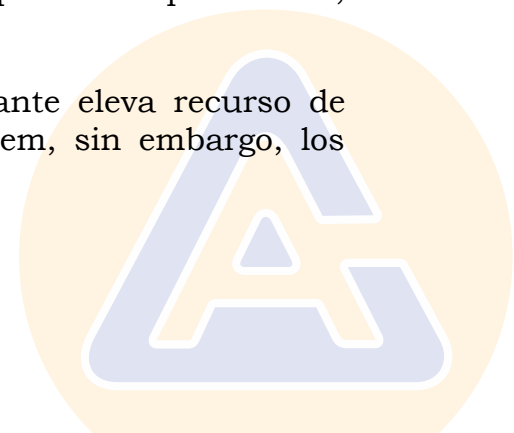 ante eleva recurso de
em, sin embargo, los